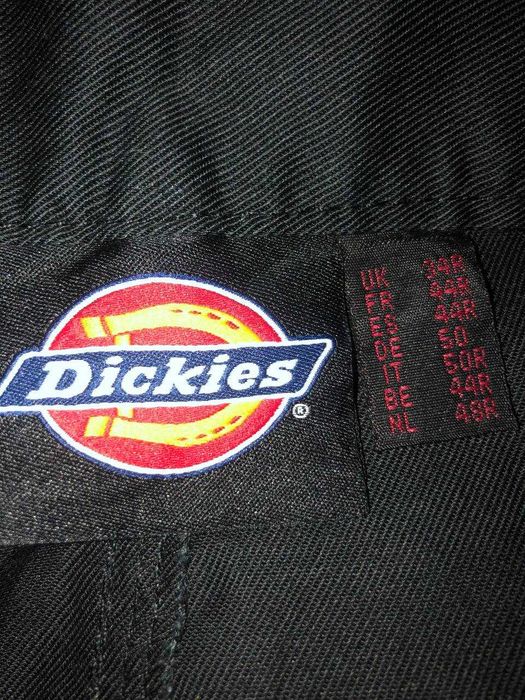 Dickies
®
UK 34R
FR 44R
ES 44R
DE 50
IT 50R
BE 44R
NL 48R